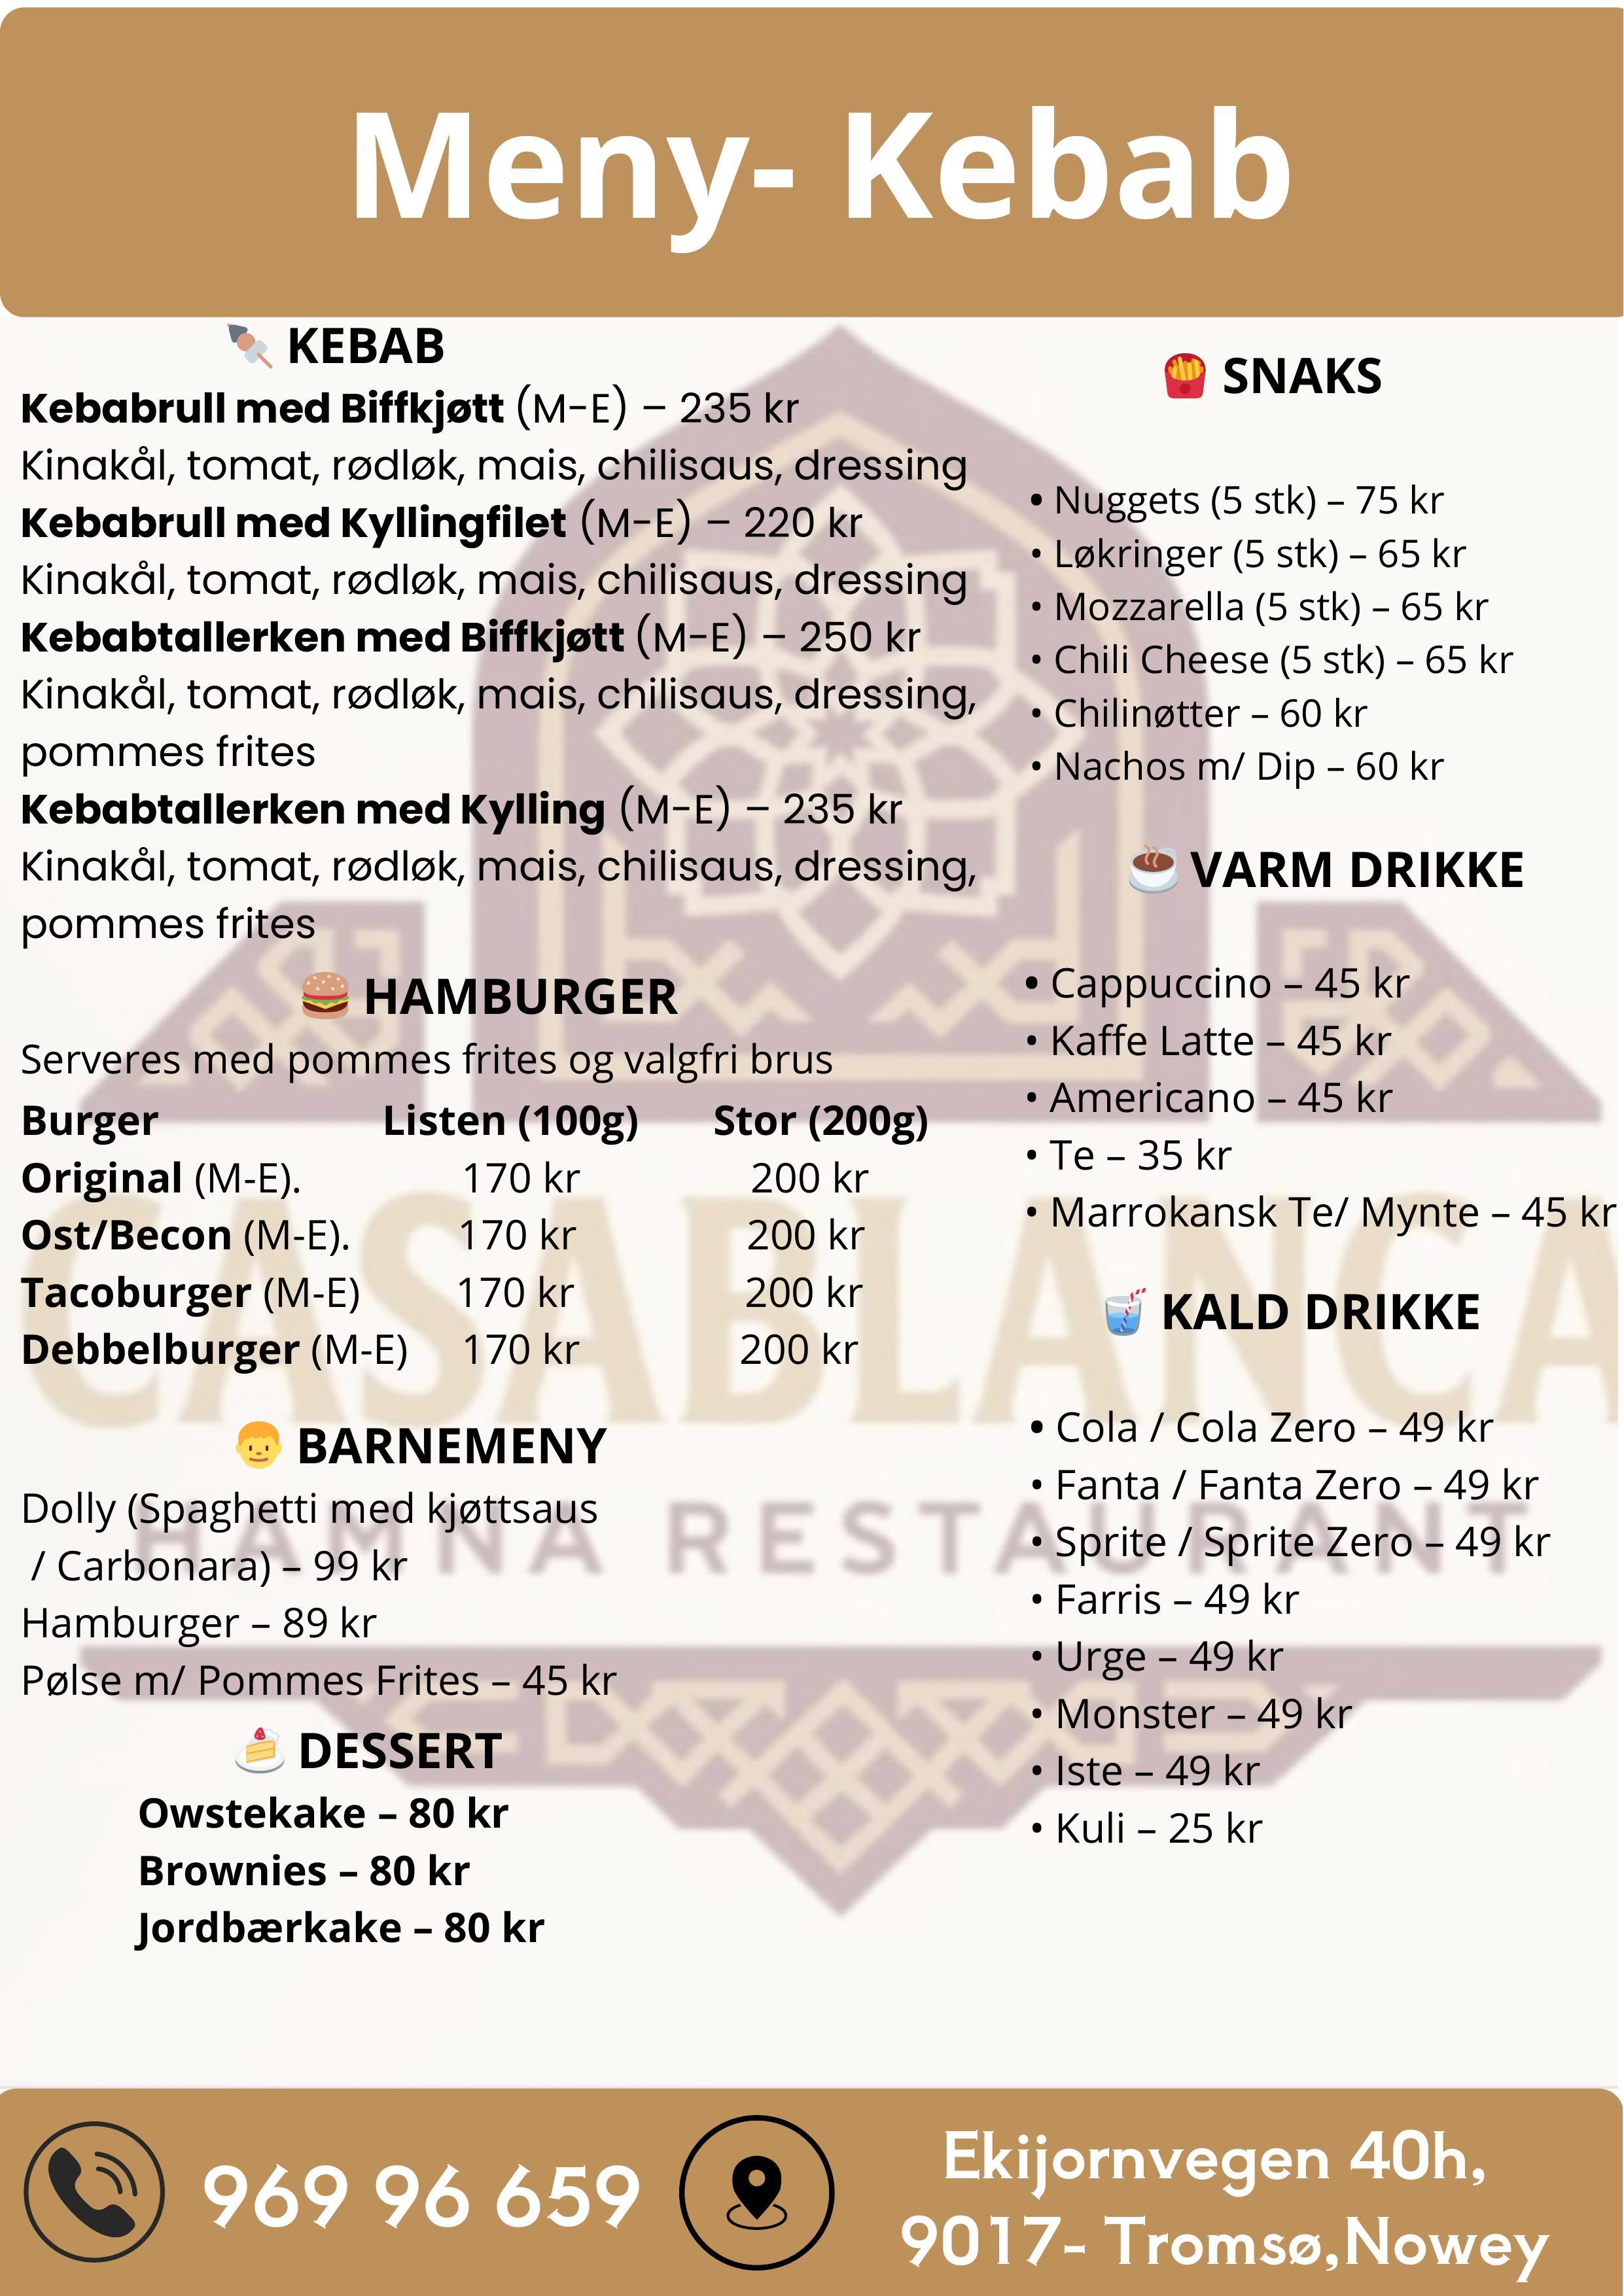 Meny- Kebab
KEBAB
Kebabrull med Biffkjøtt (M-E) – 235 kr
Kinakål, tomat, rødløk, mais, chilisaus, dressing
Kebabrull med Kyllingfilet (M-E) – 220 kr
Kinakål, tomat, rødløk, mais, chilisaus, dressing
Kebabtallerken med Biffkjøtt (M-E) – 250 kr
Kinakål, tomat, rødløk, mais, chilisaus, dressing,
pommes frites
Kebabtallerken med Kylling (M-E) – 235 kr
Kinakål, tomat, rødløk, mais, chilisaus, dressing,
pommes frites
HAMBURGER
Serveres med pommes frites og valgfri brus
Burger Listen (100g) Stor (200g)
Original (M-E). 170 kr 200 kr
Ost/Becon (M-E). 170 kr 200 kr
Tacoburger (M-E) 170 kr 200 kr
Debbelburger (M-E) 170 kr 200 kr
BARNEMENY
Dolly (Spaghetti med kjøttsaus
/ Carbonara) – 99 kr
Hamburger – 89 kr
Pølse m/ Pommes Frites – 45 kr
DESSERT
Owstekake – 80 kr
Brownies – 80 kr
Jordbærkake – 80 kr
SNAKS
• Nuggets (5 stk) – 75 kr
• Løkringer (5 stk) – 65 kr
• Mozzarella (5 stk) – 65 kr
• Chili Cheese (5 stk) – 65 kr
• Chilinøtter – 60 kr
• Nachos m/ Dip – 60 kr
VARM DRIKKE
• Cappuccino – 45 kr
• Kaffe Latte – 45 kr
• Americano – 45 kr
• Te – 35 kr
• Marrokansk Te/ Mynte – 45 kr
KALD DRIKKE
• Cola / Cola Zero – 49 kr
• Fanta / Fanta Zero – 49 kr
• Sprite / Sprite Zero – 49 kr
• Farris – 49 kr
• Urge – 49 kr
• Monster – 49 kr
• Iste – 49 kr
• Kuli – 25 kr
CASABLANCA
HAMNA RESTAURANT
969 96 659
Ekijornvegen 40h,
9017- Tromsø,Nowey